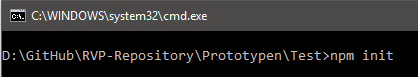 C:\WINDOWS\system32\cmd.exe
D:\GitHub\RVP-Repository\Prototypen\Test>npm init